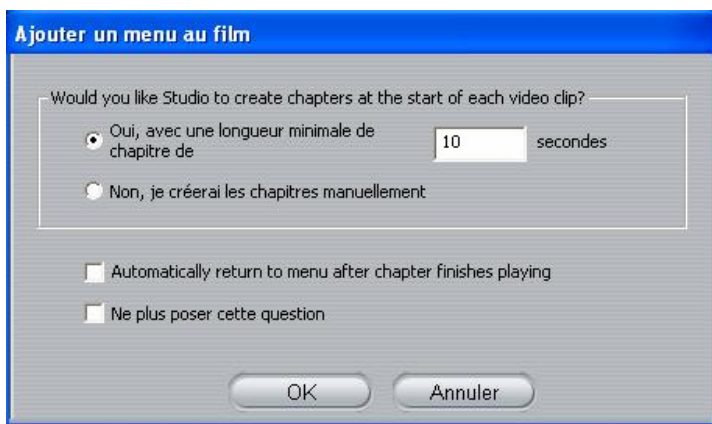 Ajouter un menu au film
Would you like Studio to create chapters at the start of each video clip?
Oui, avec une longueur minimale de
chapitre de
10
secondes
Non, je créerai les chapitres manuellement
Automatically return to menu after chapter finishes playing
Ne plus poser cette question
OK
Annuler